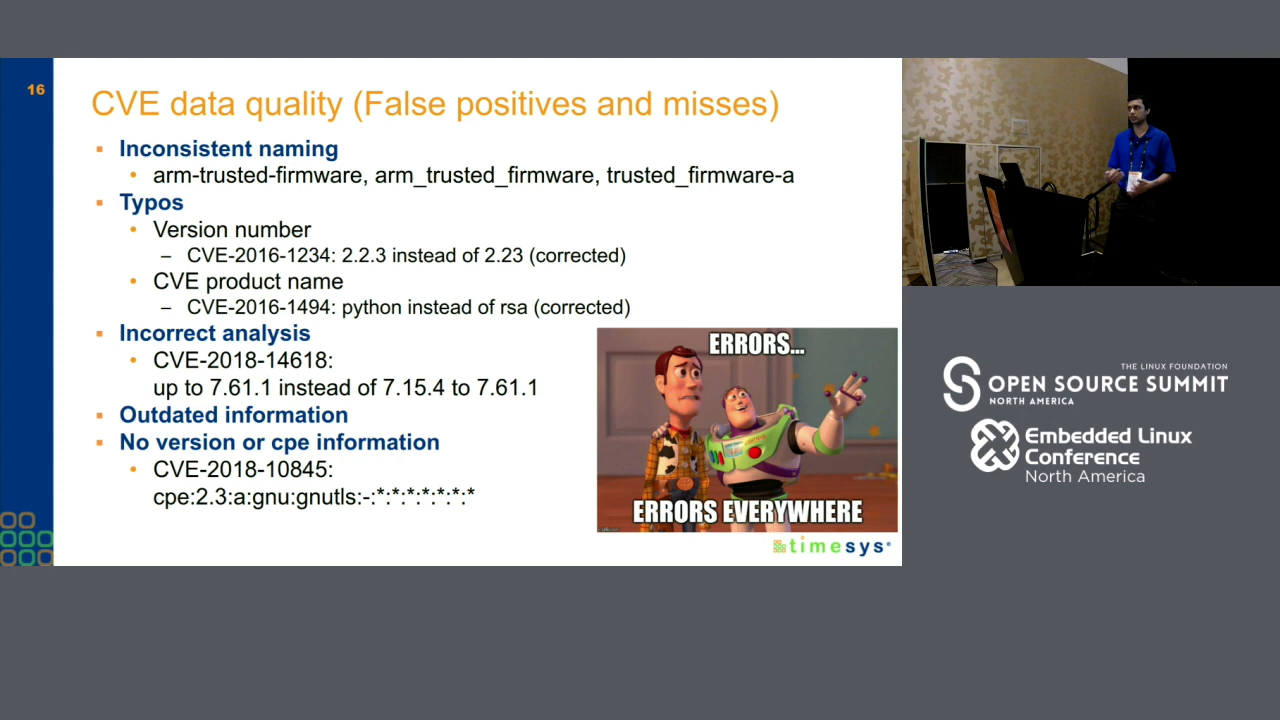 16
CVE data quality (False positives and misses)
▪ Inconsistent naming
• arm-trusted-firmware, arm_trusted_firmware, trusted_firmware-a
▪ Typos
• Version number
– CVE-2016-1234: 2.2.3 instead of 2.23 (corrected)
• CVE product name
– CVE-2016-1494: python instead of rsa (corrected)
▪ Incorrect analysis
• CVE-2018-14618:
up to 7.61.1 instead of 7.15.4 to 7.61.1
▪ Outdated information
▪ No version or cpe information
• CVE-2018-10845:
cpe:2.3:a:gnu:gnutls:-:*:*:*:*:*:*:*
ERRORS...
ERRORS EVERYWHERE
timesys®
THE LINUX FOUNDATION
OPEN SOURCE SUMMIT
NORTH AMERICA
Embedded Linux
Conference
North America